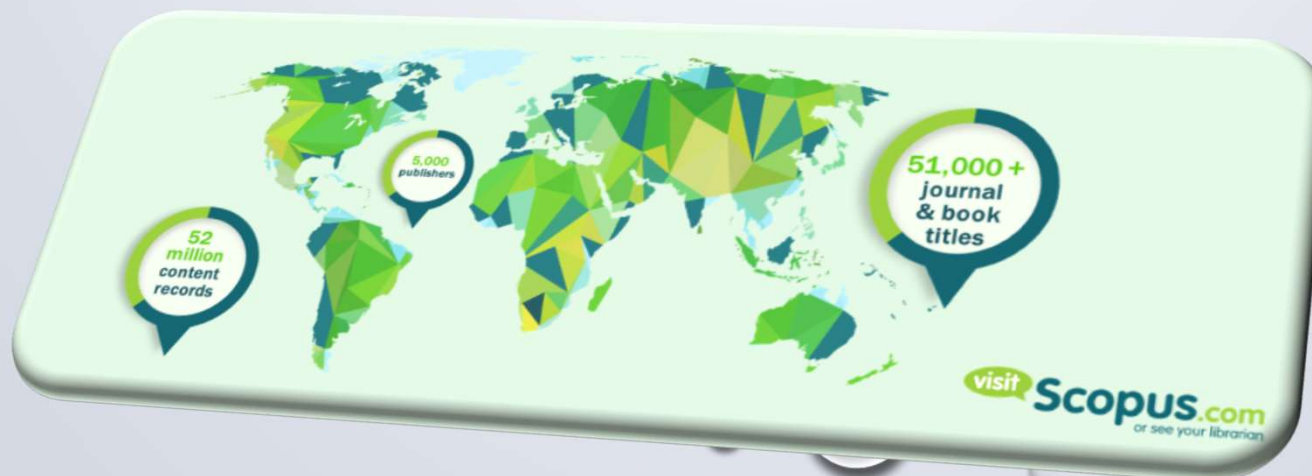 5,000
publishers
51,000 +
journal
& book
titles
52
million
content
records
visit Scopus.com
or see your librarian